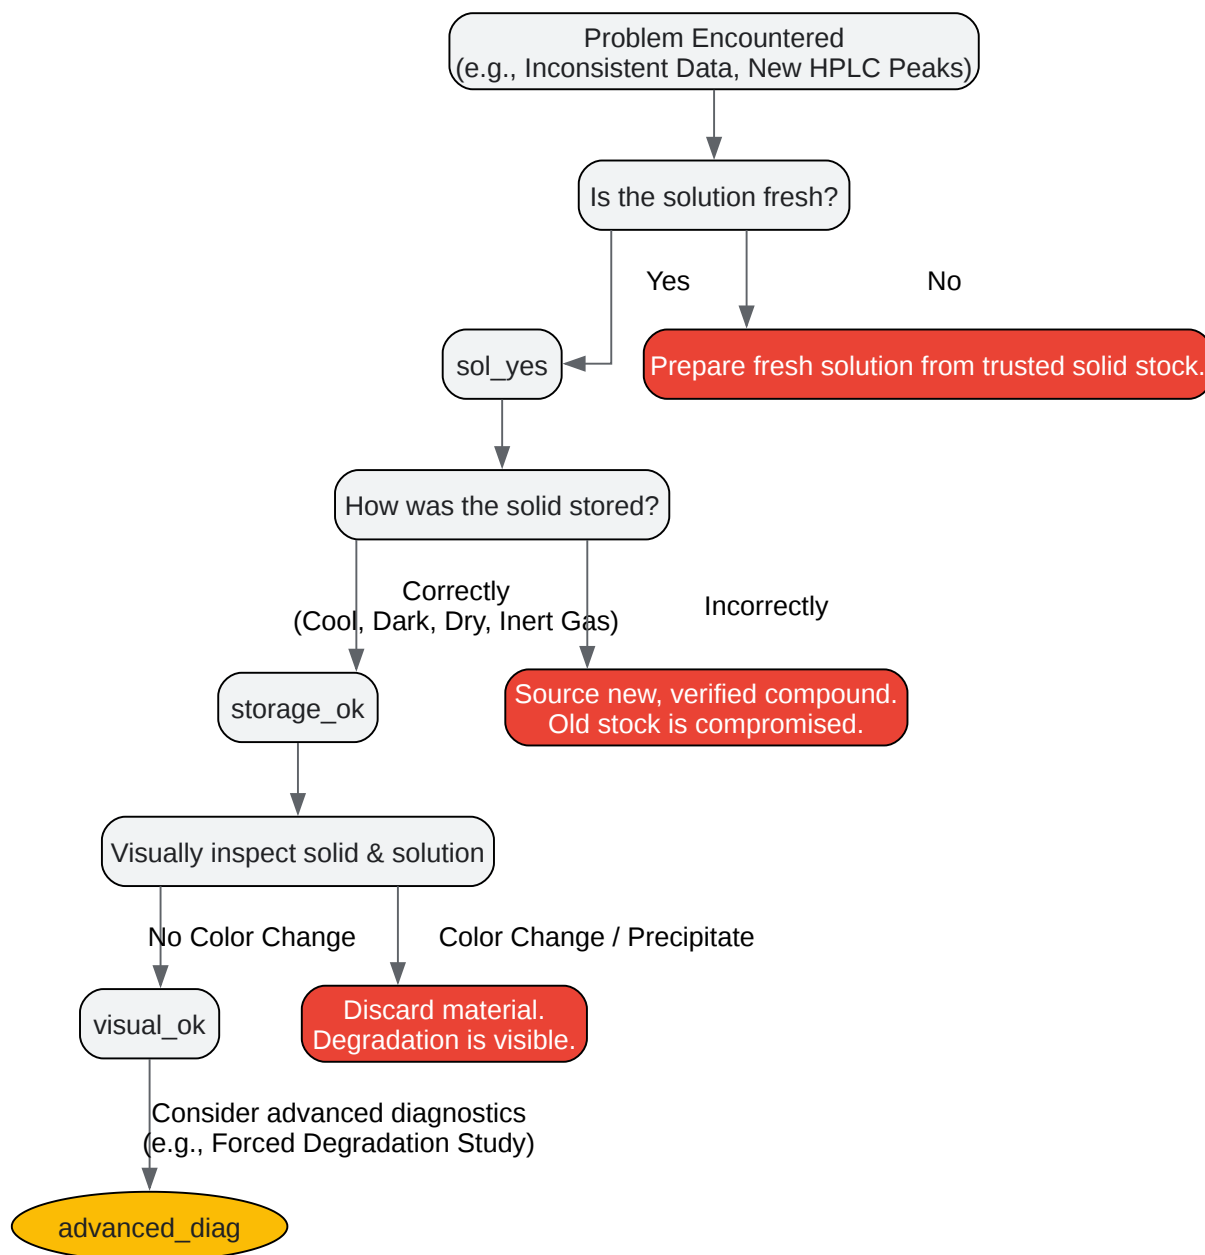 Problem Encountered
(e.g., Inconsistent Data, New HPLC Peaks)
Is the solution fresh?
Yes
No
sol_yes
Prepare fresh solution from trusted solid stock.
How was the solid stored?
Correctly
(Cool, Dark, Dry, Inert Gas)
Incorrectly
storage_ok
Source new, verified compound.
Old stock is compromised.
Visually inspect solid & solution
No Color Change
Color Change / Precipitate
visual_ok
Discard material.
Degradation is visible.
Consider advanced diagnostics
(e.g., Forced Degradation Study)
advanced_diag